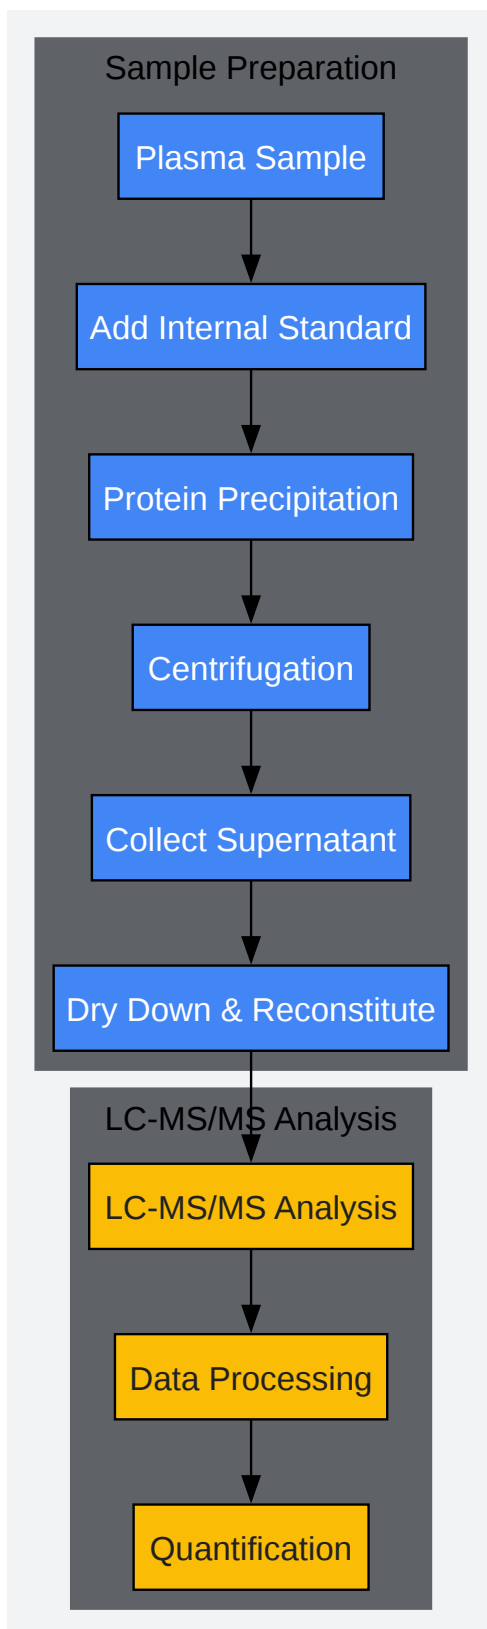 Sample Preparation
Plasma Sample
Add Internal Standard
Protein Precipitation
Centrifugation
Collect Supernatant
Dry Down & Reconstitute
LC-MS/MS Analysis
LC-MS/MS Analysis
Data Processing
Quantification